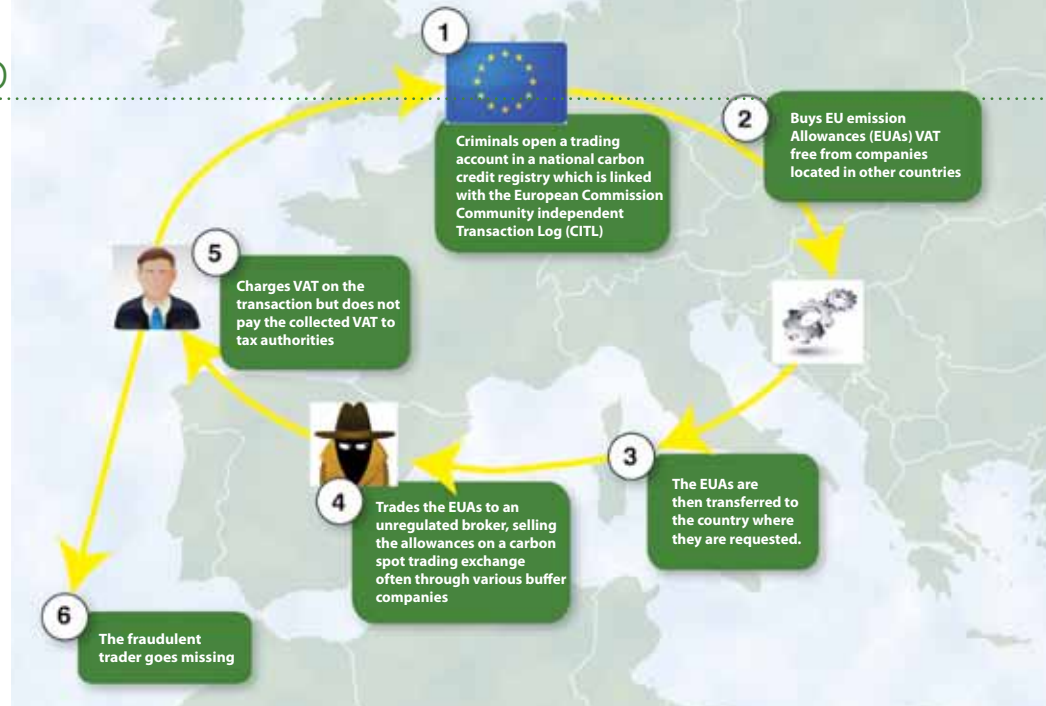 1
Criminals open a trading
account in a national carbon
credit registry which is linked
with the European Commission
Community independent
Transaction Log (CITL)
2
Buys EU emission
Allowances (EUAs) VAT
free from companies
located in other countries
3
The EUAs are
then transferred to
the country where
they are requested.
4
Trades the EUAs to an
unregulated broker, selling
the allowances on a carbon
spot trading exchange
often through various buffer
companies
5
Charges VAT on the
transaction but does not
pay the collected VAT to
tax authorities
6
The fraudulent
trader goes missing